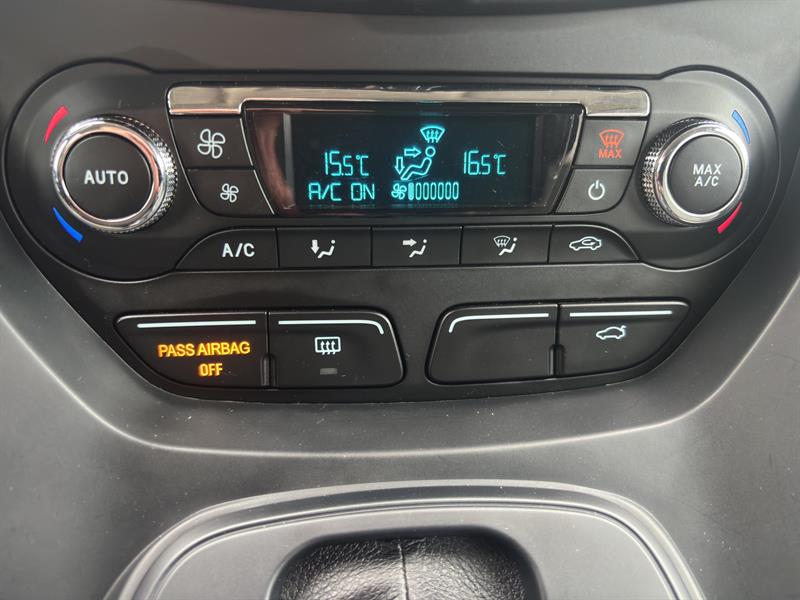 AUTO
15.5°C
16.5°C
A/C ON
MAX
MAX
A/C
A/C
PASS AIRBAG
OFF